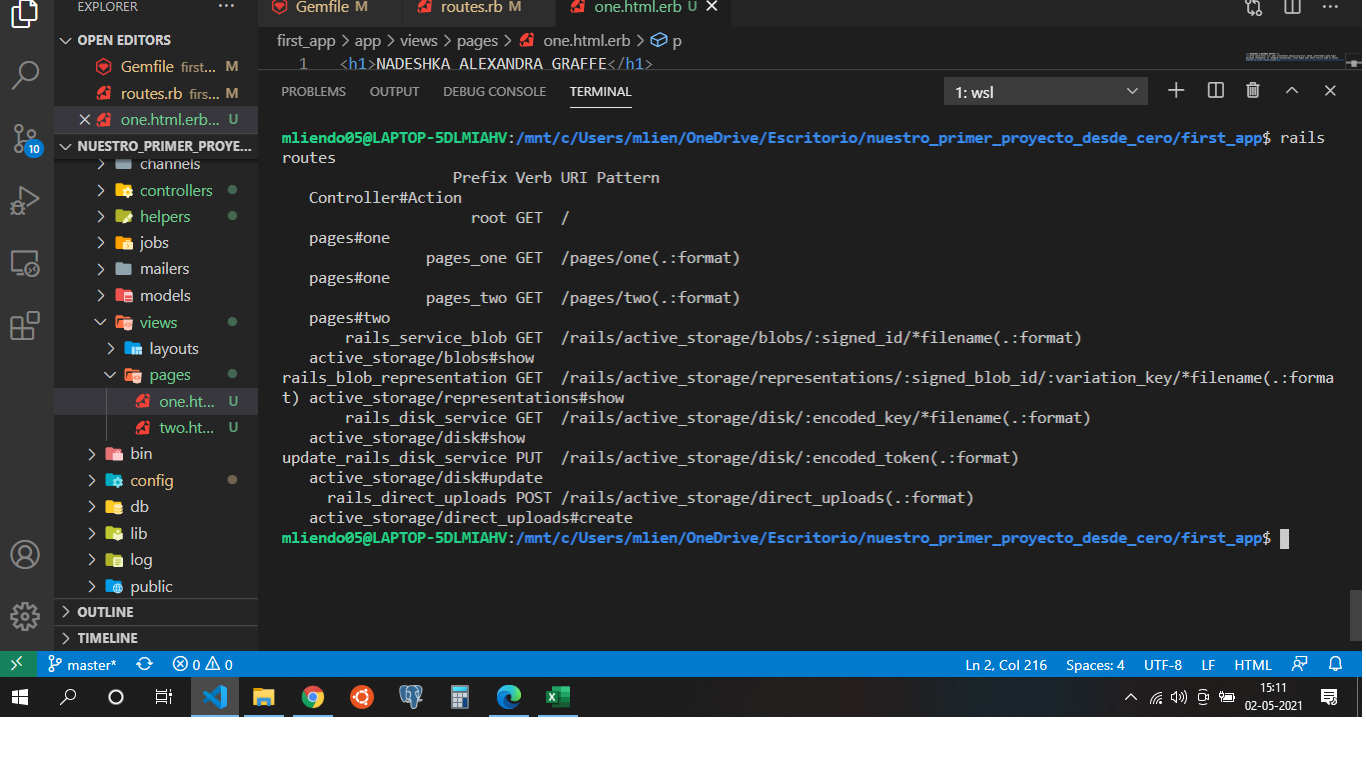 EXPLORER
OPEN EDITORS
Gemfile first... M
routes.rb firs... M
one.html.erb... U
NUESTRO_PRIMER_PROYE...
channels
controllers
helpers
jobs
mailers
models
views
layouts
pages
one.ht... U
two.ht... U
bin
config
db
lib
log
public
OUTLINE
TIMELINE
10
Gemfile M
routes.rb M
one.html.erb U
first_app > app > views > pages > one.html.erb > p
1 <h1>NADESHKA ALEXANDRA GRAFFE</h1>
PROBLEMS OUTPUT DEBUG CONSOLE TERMINAL 1: wsl
mliendo05@LAPTOP-5DLMIAHV:/mnt/c/Users/mlien/OneDrive/Escritorio/nuestro_primer_proyecto_desde_cero/first_app$ rails
routes
Prefix Verb URI Pattern
Controller#Action
root GET /
pages#one
pages_one GET /pages/one(.:format)
pages#one
pages_two GET /pages/two(.:format)
pages#two
rails_service_blob GET /rails/active_storage/blobs/:signed_id/*filename(.:format)
active_storage/blobs#show
rails_blob_representation GET /rails/active_storage/representations/:signed_blob_id/:variation_key/*filename(.:forma
t) active_storage/representations#show
rails_disk_service GET /rails/active_storage/disk/:encoded_key/*filename(.:format)
active_storage/disk#show
update_rails_disk_service PUT /rails/active_storage/disk/:encoded_token(.:format)
active_storage/disk#update
rails_direct_uploads POST /rails/active_storage/direct_uploads(.:format)
active_storage/direct_uploads#create
mliendo05@LAPTOP-5DLMIAHV:/mnt/c/Users/mlien/OneDrive/Escritorio/nuestro_primer_proyecto_desde_cero/first_app$
master* 0 0 Ln 2, Col 216 Spaces: 4 UTF-8 LF HTML
15:11
02-05-2021